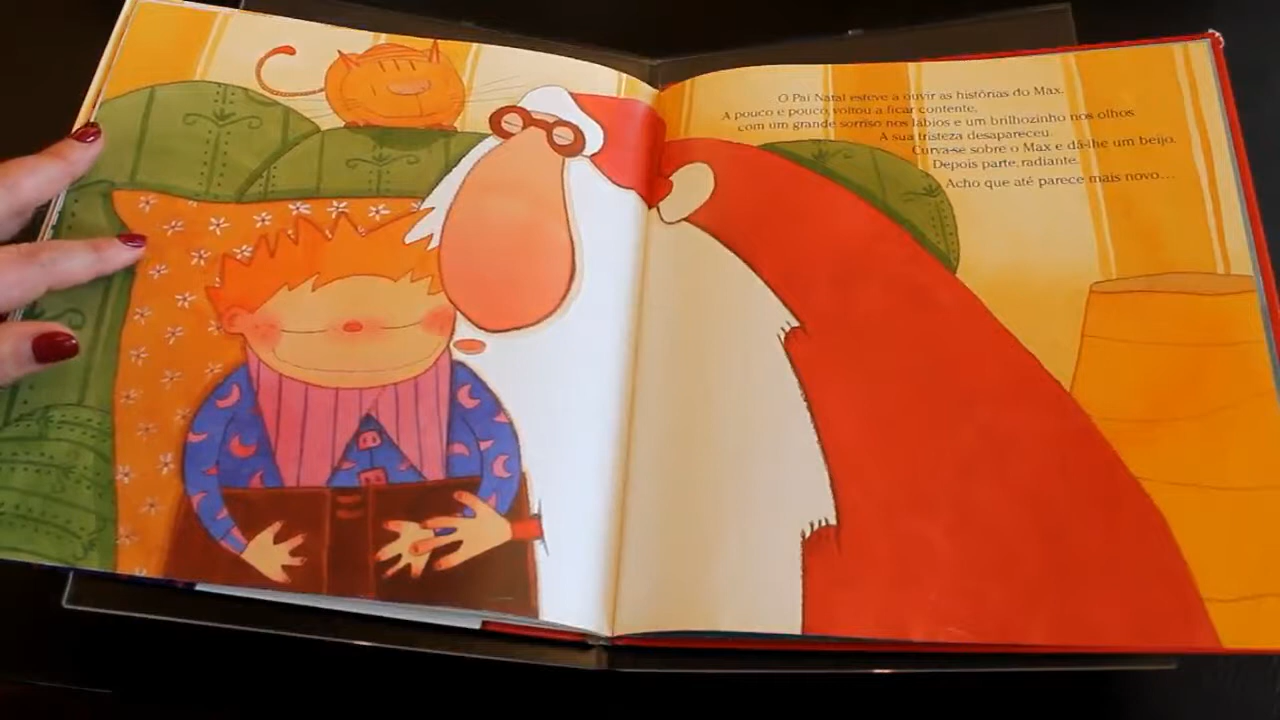 O Pai Natal esteve a ouvir as histórias do Max.
A pouco e pouco, voltou a ficar contente,
com um grande sorriso nos lábios e um brilhozinho nos olhos
A sua tristeza desapareceu.
Curva-se sobre o Max e dá-lhe um beijo.
Depois parte, radiante.
Acho que até parece mais novo...